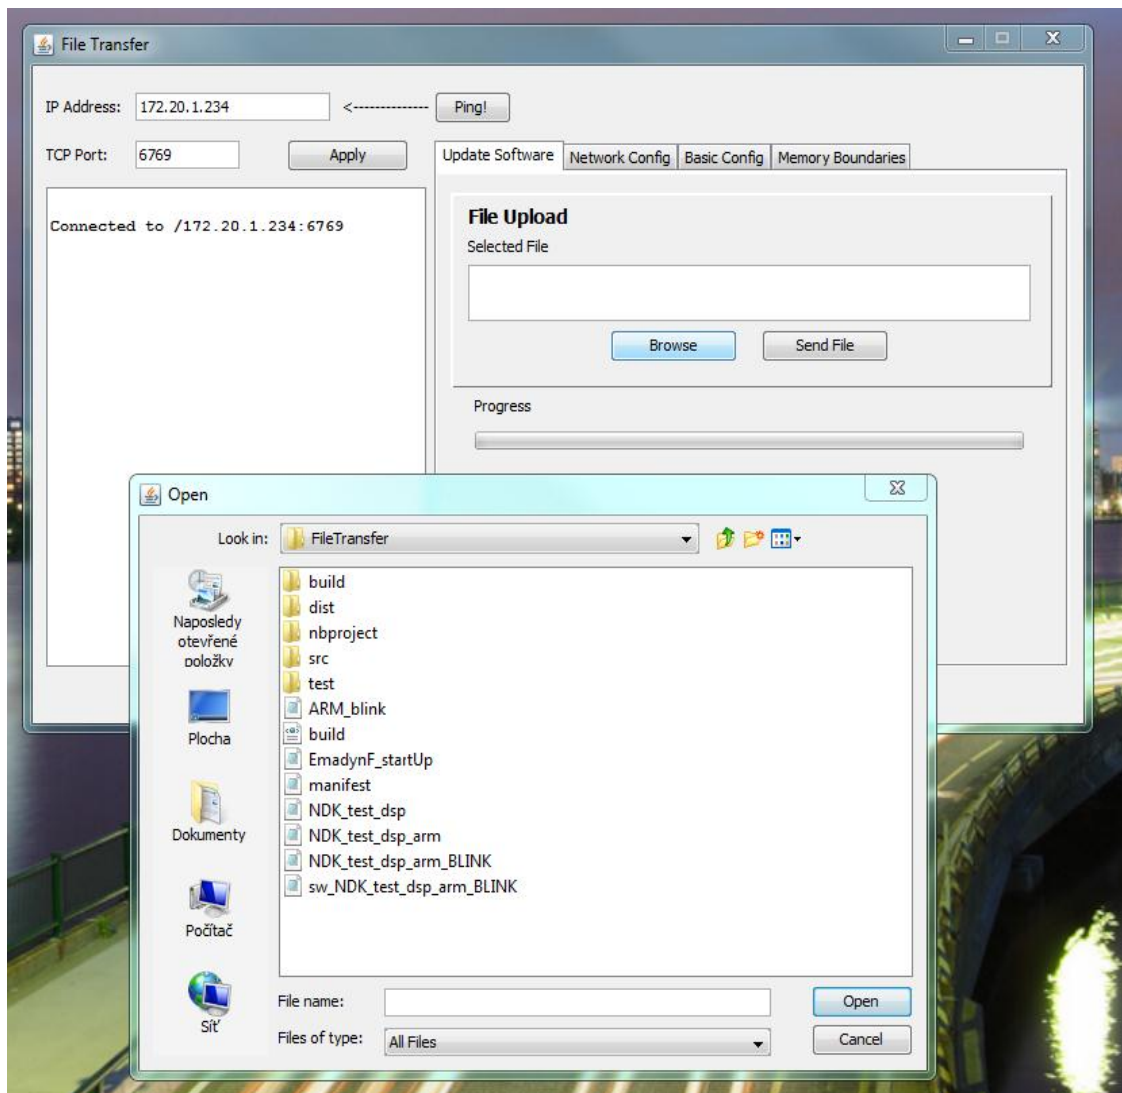 File Transfer
IP Address: 172.20.1.234 <-------------- Ping!
TCP Port: 6769 Apply
Update Software Network Config Basic Config Memory Boundaries
Connected to /172.20.1.234:6769
File Upload
Selected File
Browse Send File
Progress
Open
Look in: FileTransfer
Naposledy
otevřené
položky
Plocha
Dokumenty
Počítač
Síť
build
dist
nbproject
src
test
ARM_blink
build
EmadynF_startUp
manifest
NDK_test_dsp
NDK_test_dsp_arm
NDK_test_dsp_arm_BLINK
sw_NDK_test_dsp_arm_BLINK
File name: Open
Files of type: All Files Cancel